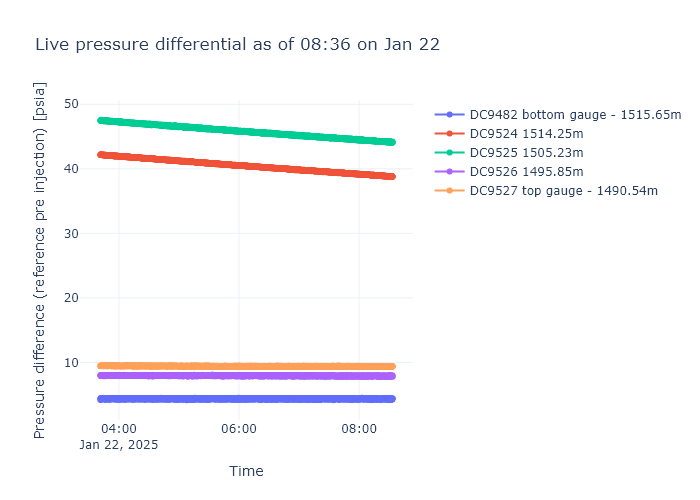 Live pressure differential as of 08:36 on Jan 22
Pressure difference (reference pre injection) [psia]
50
40
30
20
10
04:00
Jan 22, 2025
06:00
08:00
Time
DC9482 bottom gauge - 1515.65m
DC9524 1514.25m
DC9525 1505.23m
DC9526 1495.85m
DC9527 top gauge - 1490.54m